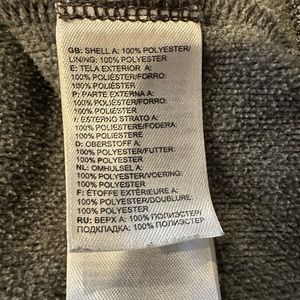 GB: SHELL A: 100% POLYESTER/
LINING: 100% POLYESTER
E: TELA EXTERIOR A:
100% POLIÉSTER/FORRO:
100% POLIÉSTER
P: PARTE EXTERNA A:
100% POLIÉSTER/FORRO:
100% POLIÉSTER
I: ESTERNO STRATO A:
100% POLIESTERE/FODERA:
100% POLIESTERE
D: OBERSTOFF A:
100% POLYESTER/FUTTER:
100% POLYESTER
NL: OMHULSEL A:
100% POLYESTER/VOERING:
100% POLYESTER
F: ÉTOFFE EXTÉRIEURE A:
100% POLYESTER/DOUBLURE:
100% POLYESTER
RU: ВЕРХ A: 100% ПОЛИЭСТЕР/
ПОДКЛАДКА: 100% ПОЛИЭСТЕР